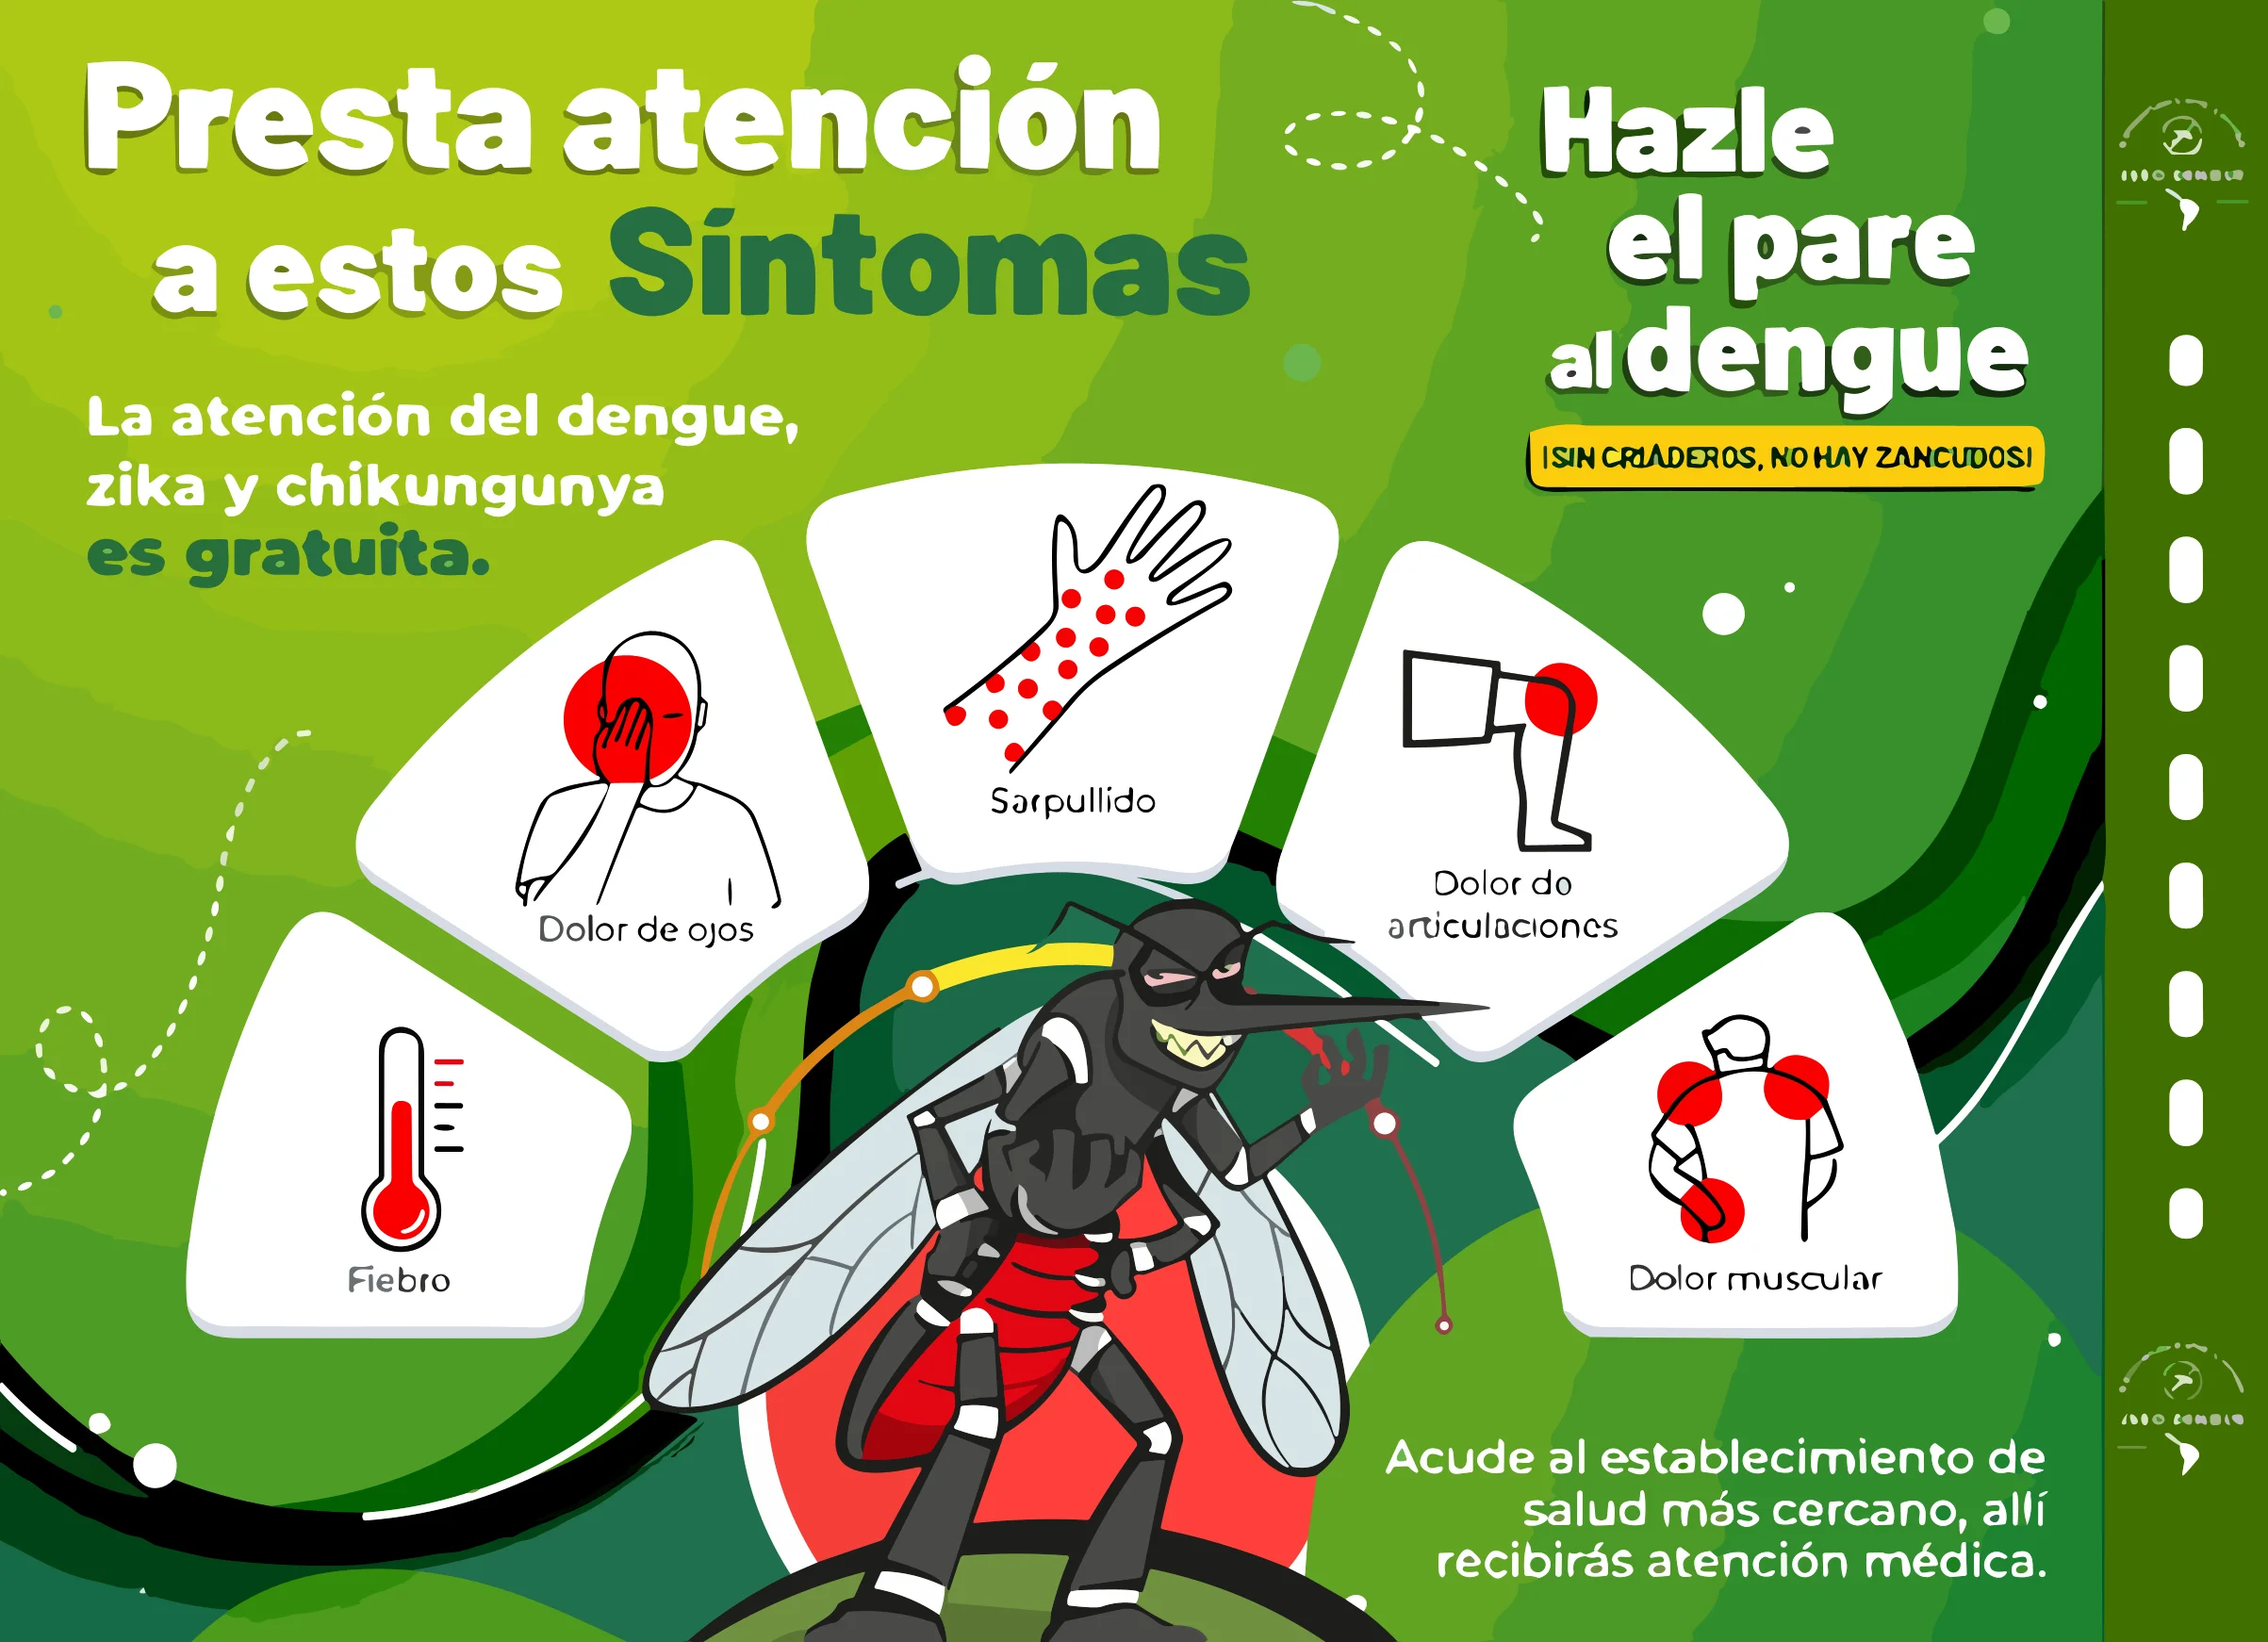 Presta atención
a estos Síntomas
La atención del dengue,
zika y chikungunya
es gratuita.
Hazle
el pare
al dengue
¡SIN CRIADEROS, NO HAY ZANCUDOS!
Sarpullido
Dolor de ojos
Dolor do
articulaciones
Fiebro
Dolor muscular
Acude al establecimiento de
salud más cercano, allí
recibirás atención médica.